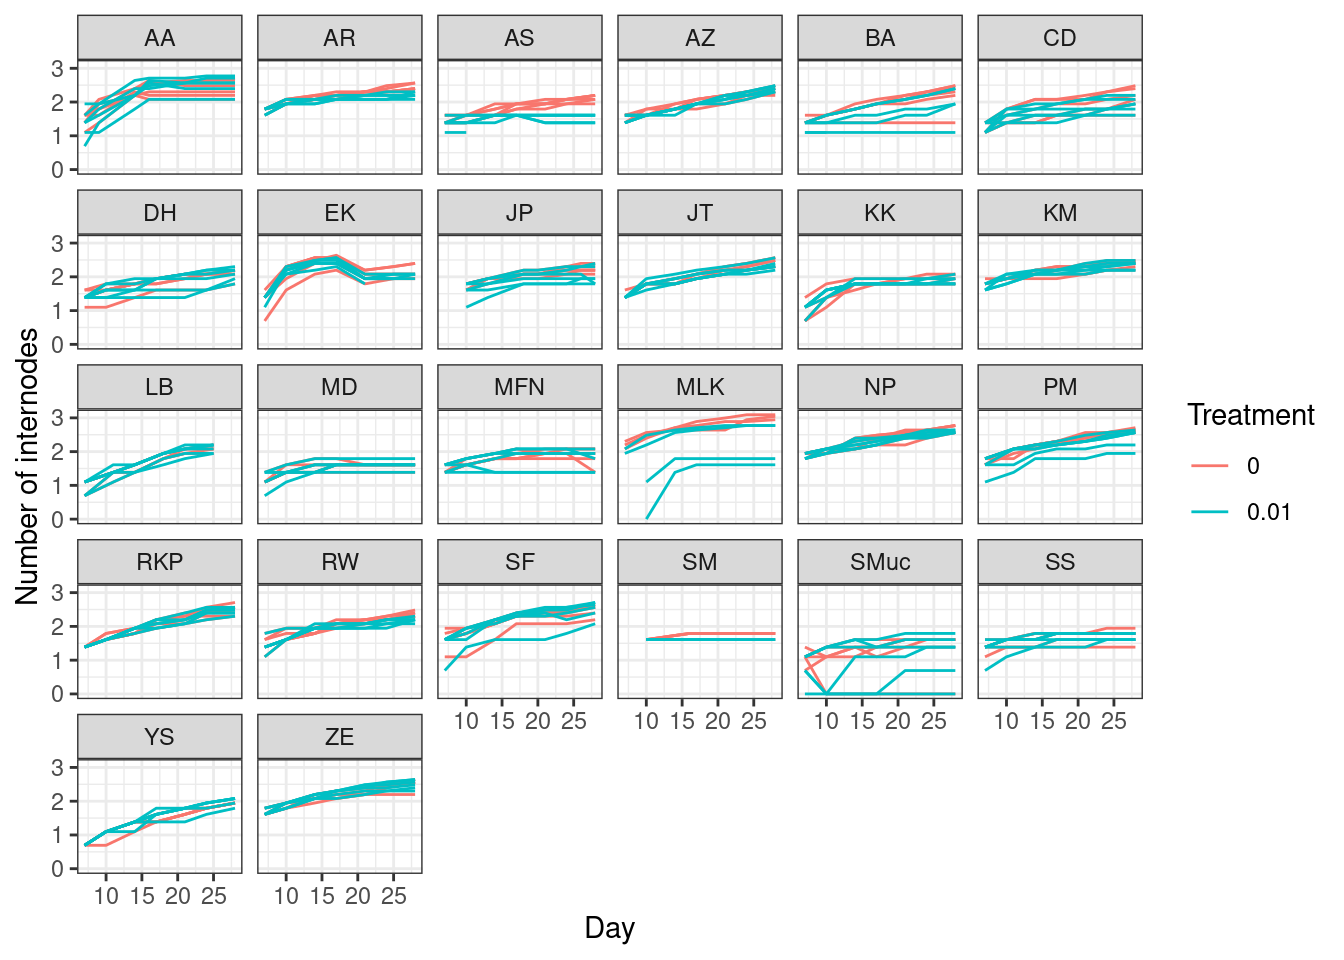 AA AR AS AZ BA CD
3
2
1
0
DH EK JP JT KK KM
3
2
1
0
LB MD MFN MLK NP PM
3
2
1
0
RKP RW SF SM SMuc SS
3
2
1
0
10 15 20 25 10 15 20 25 10 15 20 25 10 15 20 25
YS ZE
3
2
1
0
10 15 20 25 10 15 20 25
Day
Number of internodes
Treatment
0
0.01